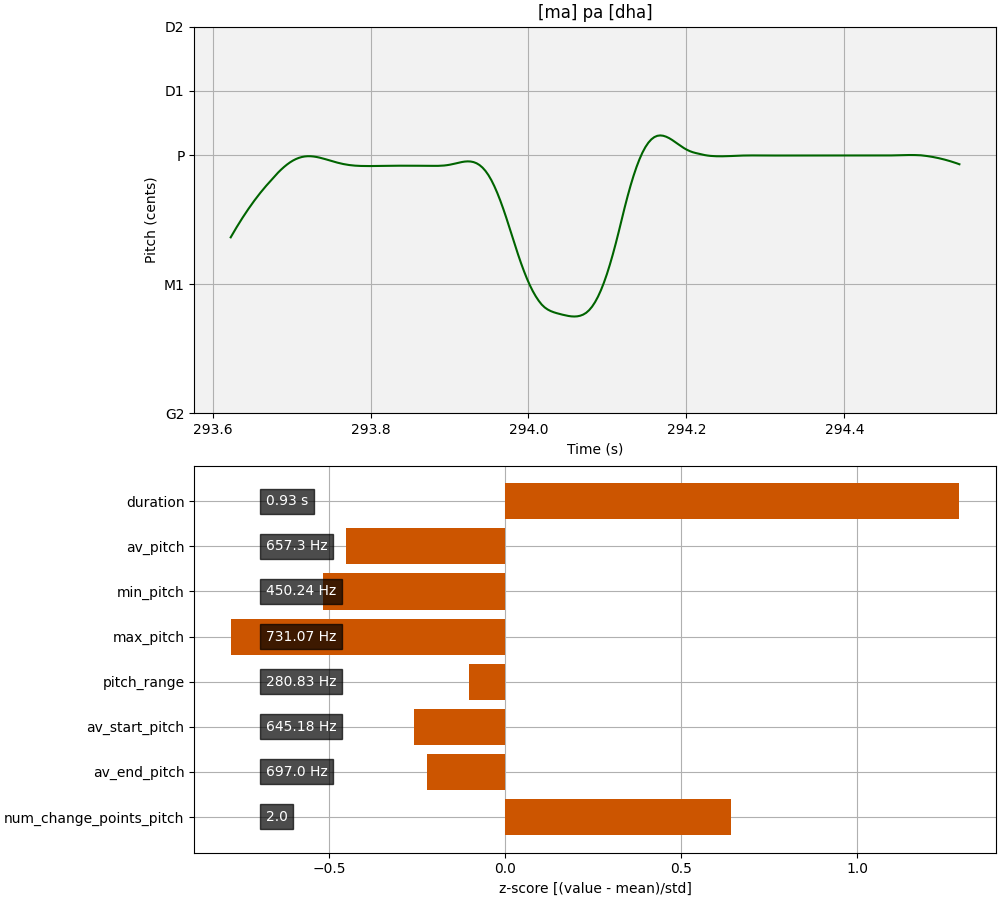 [ma] pa [dha]
D2
D1
P
M1
G2
Pitch (cents)
293.6 293.8 294.0 294.2 294.4
Time (s)
duration 0.93 s
av_pitch 657.3 Hz
min_pitch 450.24 Hz
max_pitch 731.07 Hz
pitch_range 280.83 Hz
av_start_pitch 645.18 Hz
av_end_pitch 697.0 Hz
num_change_points_pitch 2.0
−0.5 0.0 0.5 1.0
z-score [(value - mean)/std]